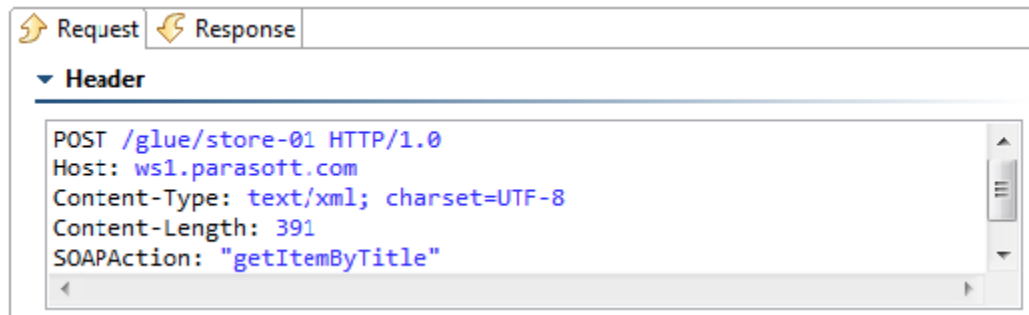 Request Response
Header
POST /glue/store-01 HTTP/1.0
Host: ws1.parasoft.com
Content-Type: text/xml; charset=UTF-8
Content-Length: 391
SOAPAction: "getItemByTitle"